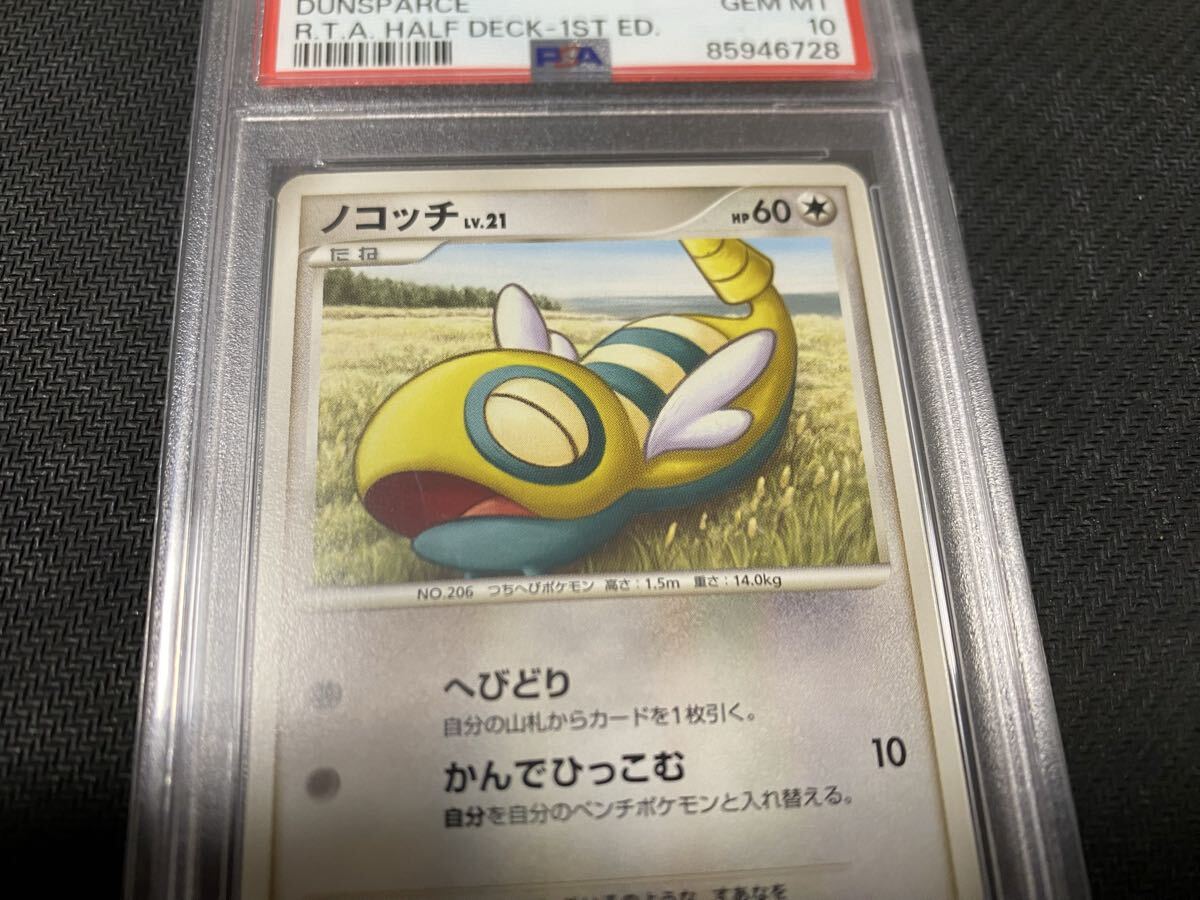 DUNSPARCE GEM MT
R.T.A. HALF DECK-1ST ED. 10
PSA 85946728
ノコッチ LV.21 HP60
たね
NO.206 つちへびポケモン 高さ:1.5m 重さ:14.0kg
へびどり
自分の山札からカードを1枚引く。
かんでひっこむ 10
自分を自分のベンチポケモンと入れ替える。
すあなを